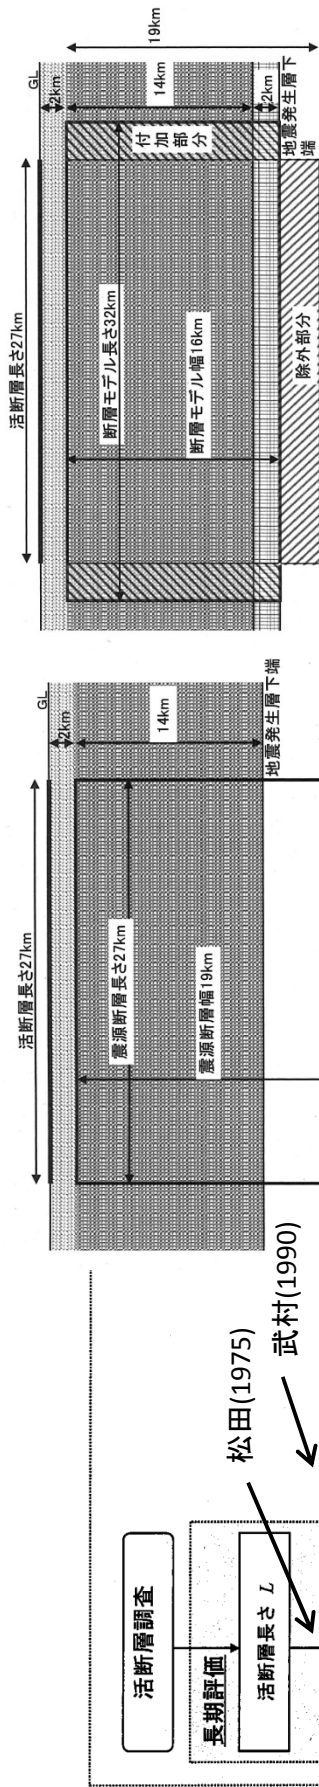 活断層調査
長期評価
活断層長さ L
松田(1975)
武村(1990)
活断層長さ27km
GL
2km
震源断層長さ27km
14km
震源断層幅19km
地震発生層下端
活断層長さ27km
GL
2km
断層モデル長さ32km
付加部分
14km
19km
断層モデル幅16km
2km
地震発生層下端
除外部分